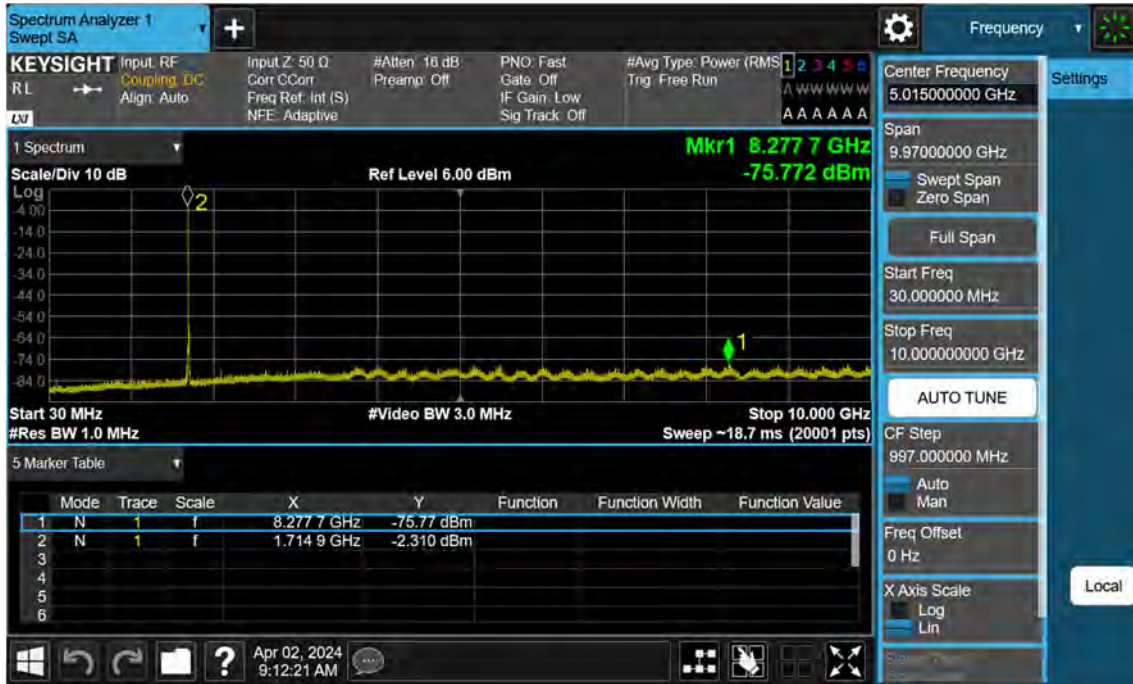 Spectrum Analyzer 1
Swept SA
+
Frequency
KEYSIGHT
RL
LXI
Input: RF
Coupling: DC
Align: Auto
Input Z: 50 Ω
Corr CCorr
Freq Ref: Int (S)
NFE: Adaptive
#Atten: 16 dB
Preamp: Off
PNO: Fast
Gate: Off
IF Gain: Low
Sig Track: Off
#Avg Type: Power (RMS
Trig: Free Run
1 2 3 4 5 6
A W W W W W
A A A A A A
Center Frequency
5.015000000 GHz
Settings
Span
9.97000000 GHz
Swept Span
Zero Span
Full Span
Start Freq
30.000000 MHz
Stop Freq
10.000000000 GHz
AUTO TUNE
CF Step
997.000000 MHz
Auto
Man
Freq Offset
0 Hz
X Axis Scale
Log
Lin
Local
1 Spectrum
Scale/Div 10 dB
Ref Level 6.00 dBm
Mkr1 8.277 7 GHz
-75.772 dBm
Log
-4.00
-14.0
-24.0
-34.0
-44.0
-54.0
-64.0
-74.0
-84.0
2
1
Start 30 MHz
#Video BW 3.0 MHz
Stop 10.000 GHz
#Res BW 1.0 MHz
Sweep ~18.7 ms (20001 pts)
5 Marker Table
Mode Trace Scale X Y Function Function Width Function Value
1 N 1 f 8.277 7 GHz -75.77 dBm
2 N 1 f 1.714 9 GHz -2.310 dBm
3
4
5
6
?
Apr 02, 2024
9:12:21 AM